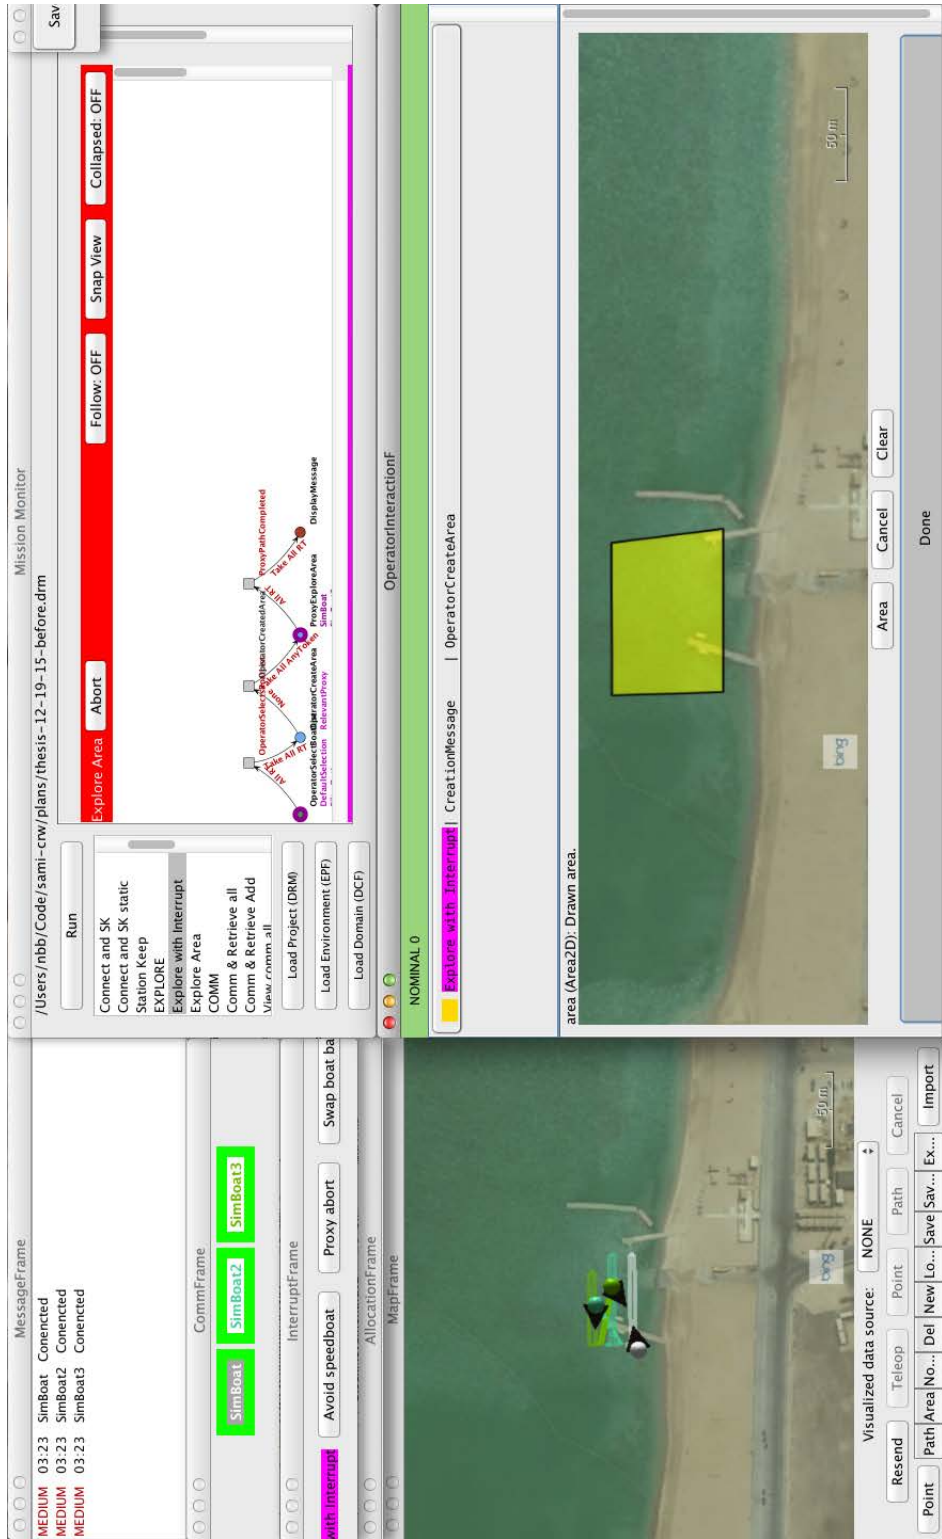 MessageFrame
MEDIUM 03:23 SimBoat Conencted
MEDIUM 03:23 SimBoat2 Conencted
MEDIUM 03:23 SimBoat3 Conencted
CommFrame
SimBoat SimBoat2 SimBoat3
InterruptFrame
with Interrupt Avoid speedboat Proxy abort Swap boat ba
AllocationFrame
MapFrame
50 m
bing
Visualized data source: NONE
Resend Teleop Point Path Cancel
Point Path Area No... Del New Lo... Save Sav... Ex... Import
Mission Monitor
Sav
/Users/nbb/Code/sami-crw/plans/thesis-12-19-15-before.drm
Run
Connect and SK
Connect and SK static
Station Keep
EXPLORE
Explore with Interrupt
Explore Area
COMM
Comm & Retrieve all
Comm & Retrieve Add
View comm all
Load Project (DRM)
Load Environment (EPF)
Load Domain (DCF)
Explore Area Abort Follow: OFF Snap View Collapsed: OFF
OperatorCreatedArea ProxyPathCompleted
All RT Take All RT None Take All AnyToken All RT Take All RT
OperatorCreateArea ProxyExploreArea DisplayMessage
DefaultSelection RelevantProxy SimBoat
OperatorInteractionF
NOMINAL 0
Explore with Interrupt | CreationMessage | OperatorCreateArea
area (Area2D): Drawn area.
50 m
bing
Area Cancel Clear
Done